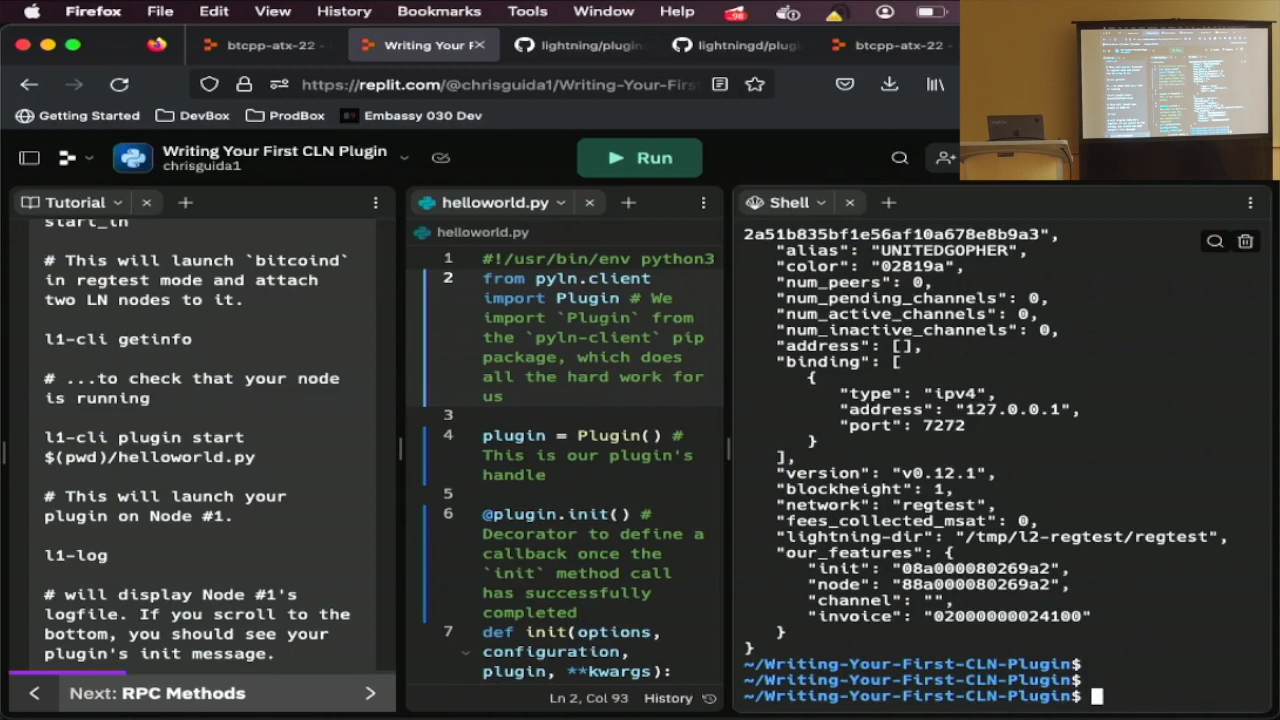 Firefox File Edit View History Bookmarks Tools Window Help
98
btcpp-atx-22 Writing Your F lightning/plugin lightningd/plug btcpp-atx-22
https://replit.com/@chrisguida1/Writing-Your-Firs
Getting Started DevBox ProdBox Embassy 030 Dev
Writing Your First CLN Plugin
chrisguida1
Run
Tutorial
start_ln
# This will launch `bitcoind`
in regtest mode and attach
two LN nodes to it.
l1-cli getinfo
# ...to check that your node
is running
l1-cli plugin start
$(pwd)/helloworld.py
# This will launch your
plugin on Node #1.
l1-log
# will display Node #1's
logfile. If you scroll to the
bottom, you should see your
plugin's init message.
Next: RPC Methods
helloworld.py
helloworld.py
1 #!/usr/bin/env python3
2 from pyln.client
import Plugin # We
import `Plugin` from
the `pyln-client` pip
package, which does
all the hard work for
us
3
4 plugin = Plugin() #
This is our plugin's
handle
5
6 @plugin.init() #
Decorator to define a
callback once the
`init` method call
has successfully
completed
7 def init(options,
configuration,
plugin, **kwargs):
Ln 2, Col 93 History
Shell
2a51b835bf1e56af10a678e8b9a3",
"alias": "UNITEDGOPHER",
"color": "02819a",
"num_peers": 0,
"num_pending_channels": 0,
"num_active_channels": 0,
"num_inactive_channels": 0,
"address": [],
"binding": [
{
"type": "ipv4",
"address": "127.0.0.1",
"port": 7272
}
],
"version": "v0.12.1",
"blockheight": 1,
"network": "regtest",
"fees_collected_msat": 0,
"lightning-dir": "/tmp/l2-regtest/regtest",
"our_features": {
"init": "08a000080269a2",
"node": "88a000080269a2",
"channel": "",
"invoice": "02000000024100"
}
}
~/Writing-Your-First-CLN-Plugin$
~/Writing-Your-First-CLN-Plugin$
~/Writing-Your-First-CLN-Plugin$